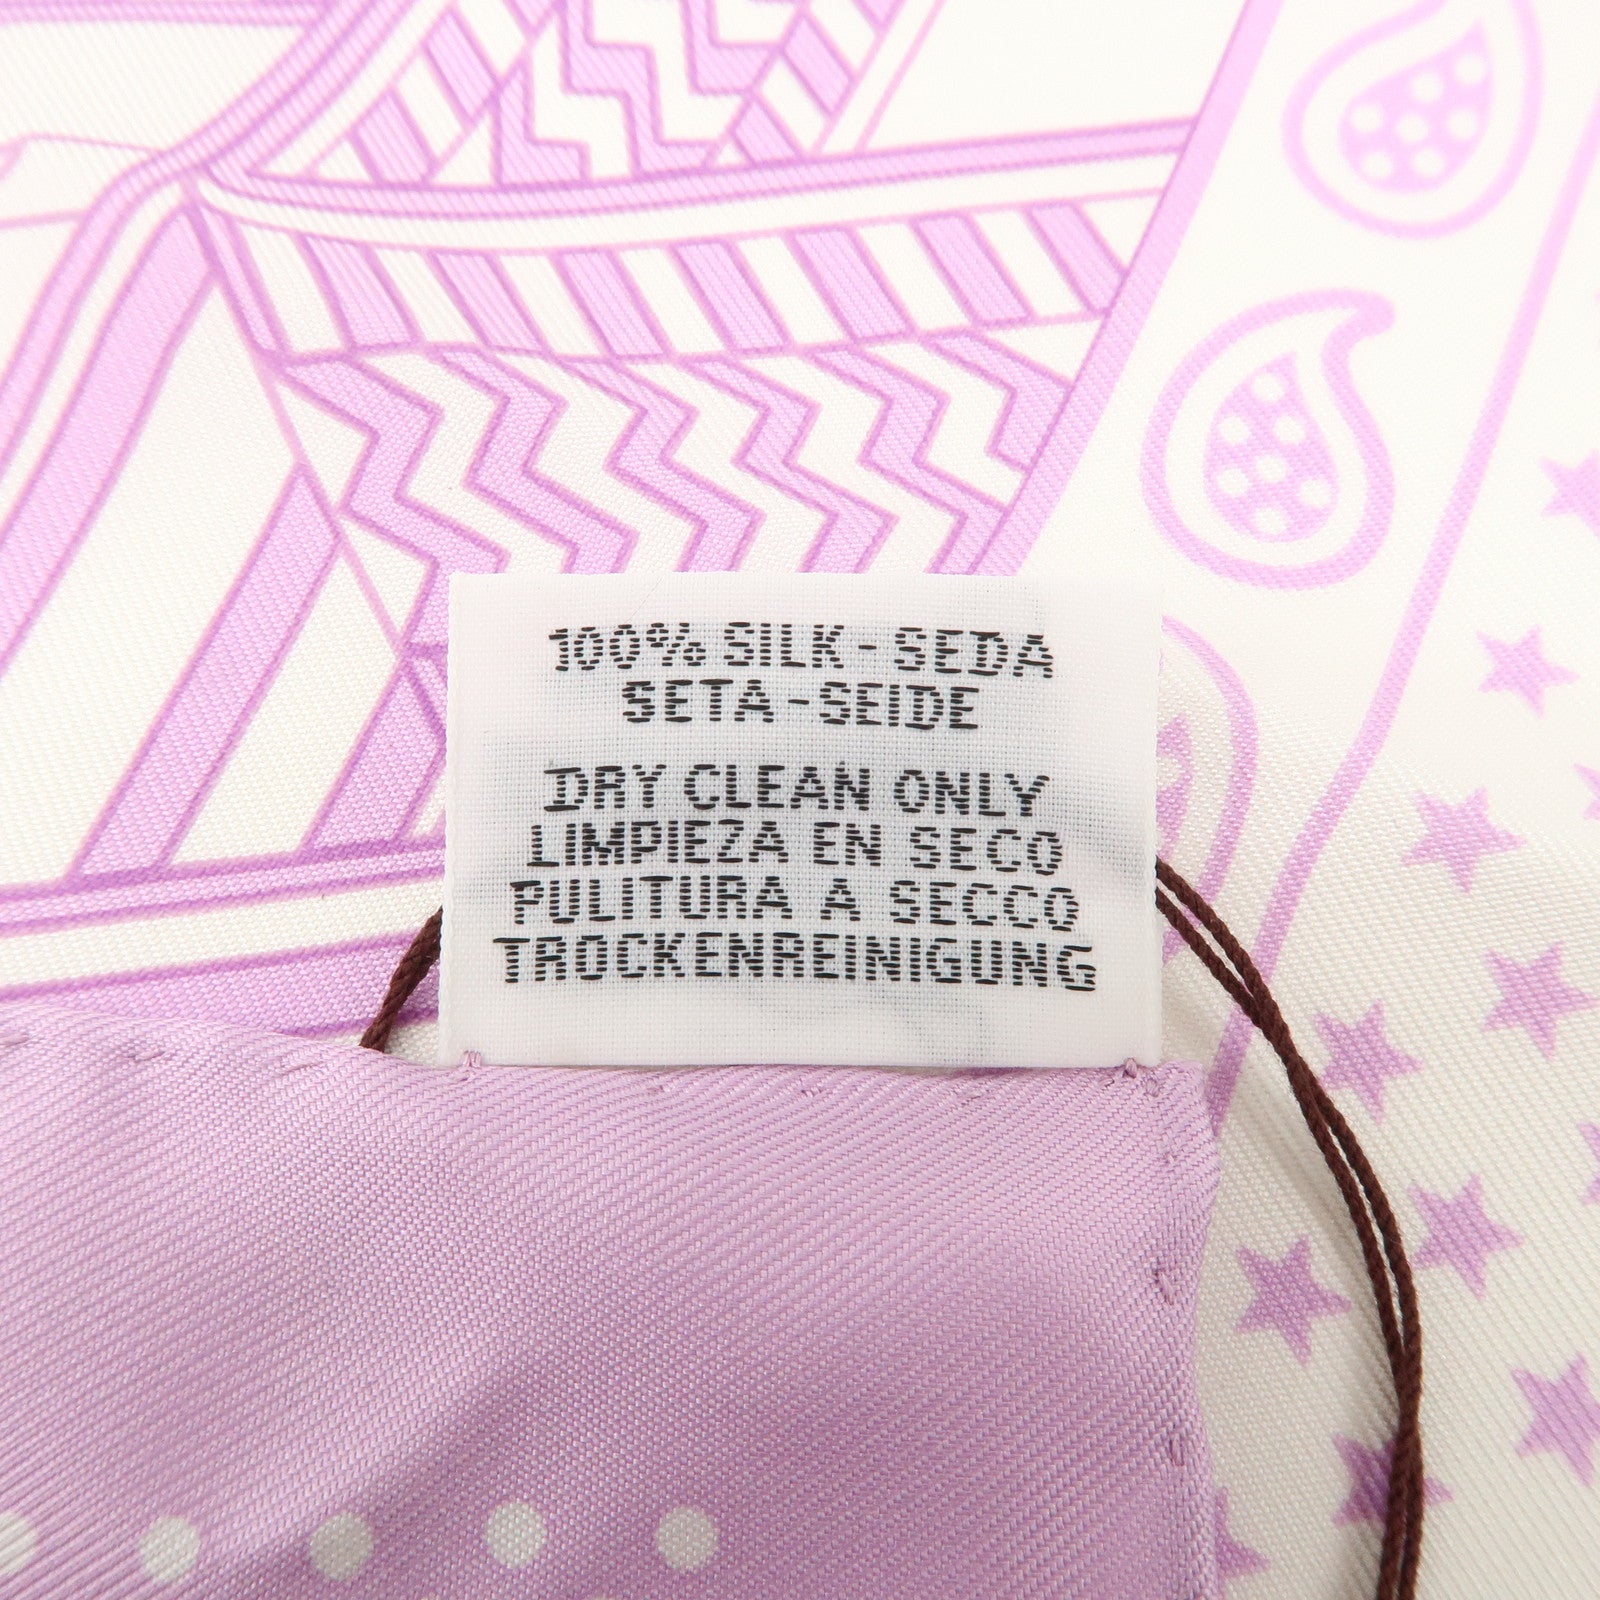 100% SILK-SEDA
SETA-SEIDE
DRY CLEAN ONLY
LIMPIEZA EN SECO
PULITURA A SECCO
TROCKENREINIGUNG